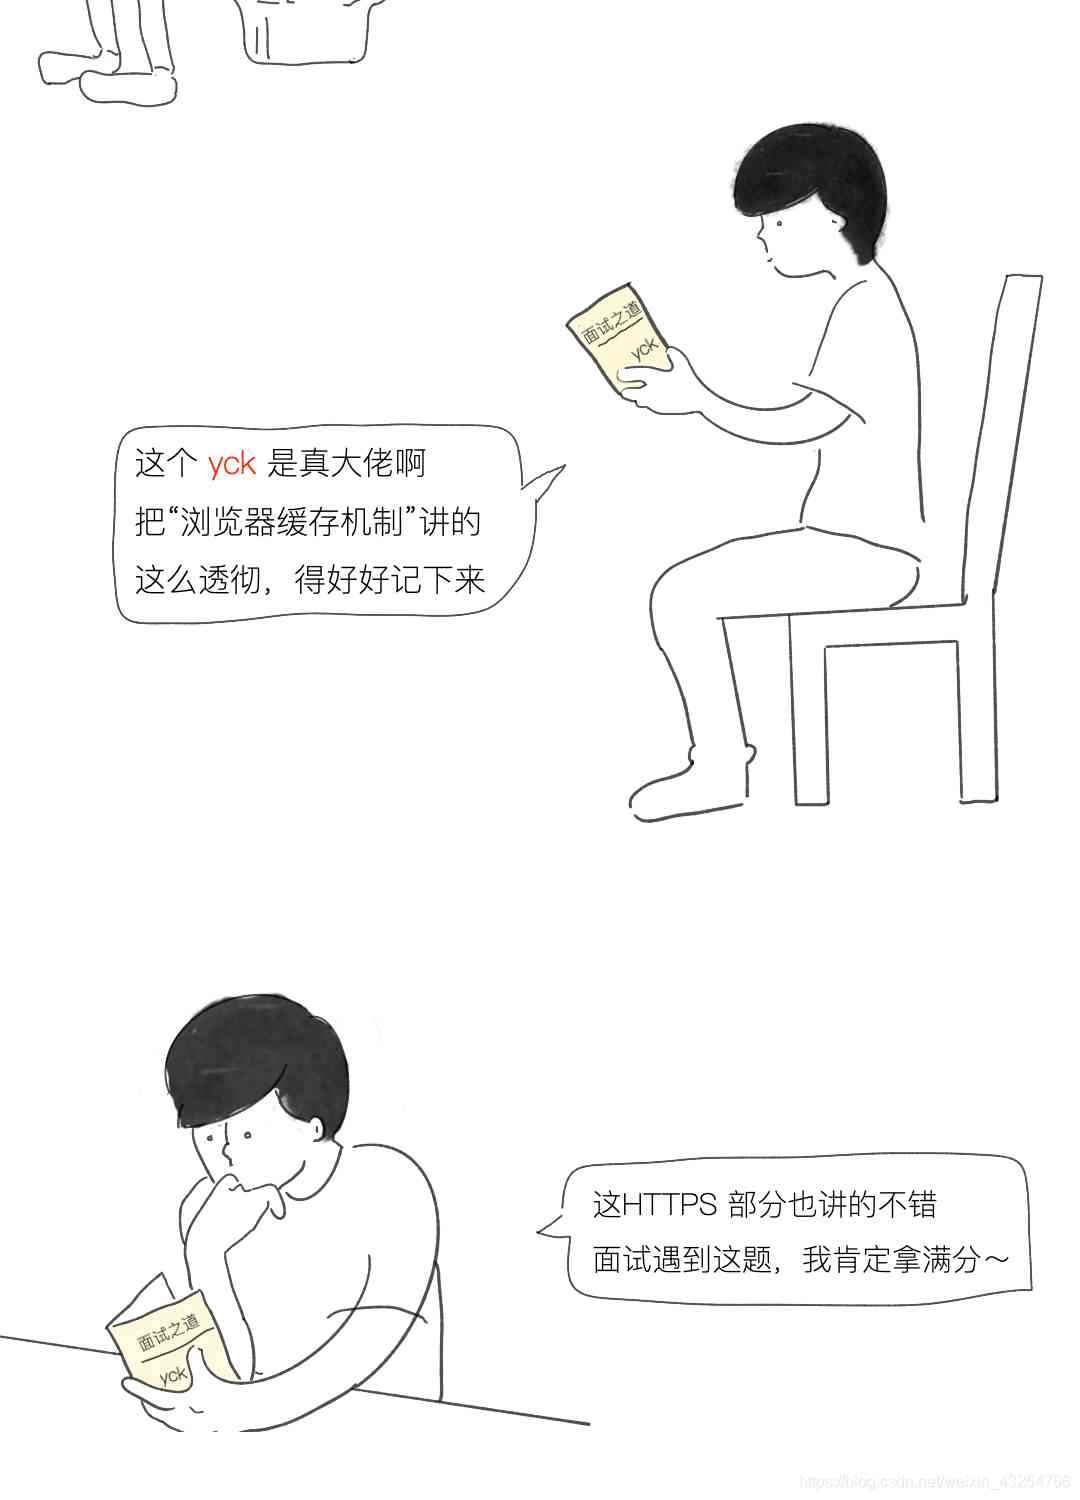 面试之道
yck
这个 yck 是真大佬啊
把“浏览器缓存机制”讲的
这么透彻，得好好记下来
这HTTPS 部分也讲的不错
面试遇到这题，我肯定拿满分～
面试之道
yck
https://blog.csdn.net/weixin_43254766